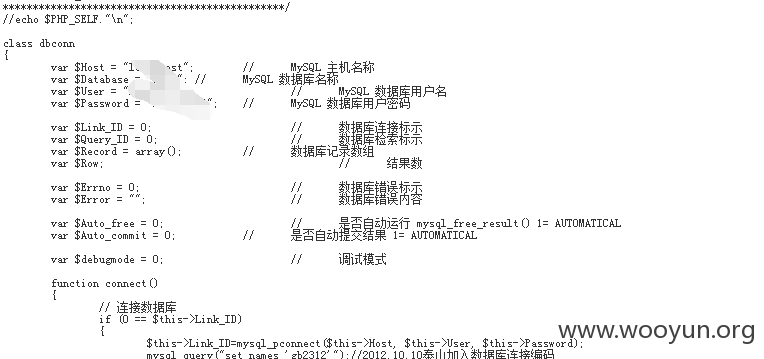 ***********************************************/
//echo $PHP_SELF."\n";
class dbconn
{
var $Host = "l // MySQL 主机名称
var $Database = // MySQL 数据库名称
var $User = " // MySQL 数据库用户名
var $Password = " // MySQL 数据库用户密码
var $Link_ID = 0; // 数据库连接标示
var $Query_ID = 0; // 数据库检索标示
var $Record = array(); // 数据库记录数组
var $Row; // 结果数
var $Errno = 0; // 数据库错误标示
var $Error = ""; // 数据库错误内容
var $Auto_free = 0; // 是否自动运行 mysql_free_result() 1= AUTOMATICAL
var $Auto_commit = 0; // 是否自动提交结果 1= AUTOMATICAL
var $debugmode = 0; // 调试模式
function connect()
{
// 连接数据库
if (0 == $this->Link_ID)
{
$this->Link_ID=mysql_pconnect($this->Host, $this->User, $this->Password);
mysql_query("set names 'gb2312'");//2012.10.10泰山加入数据库连接编码
www.wooyun.org